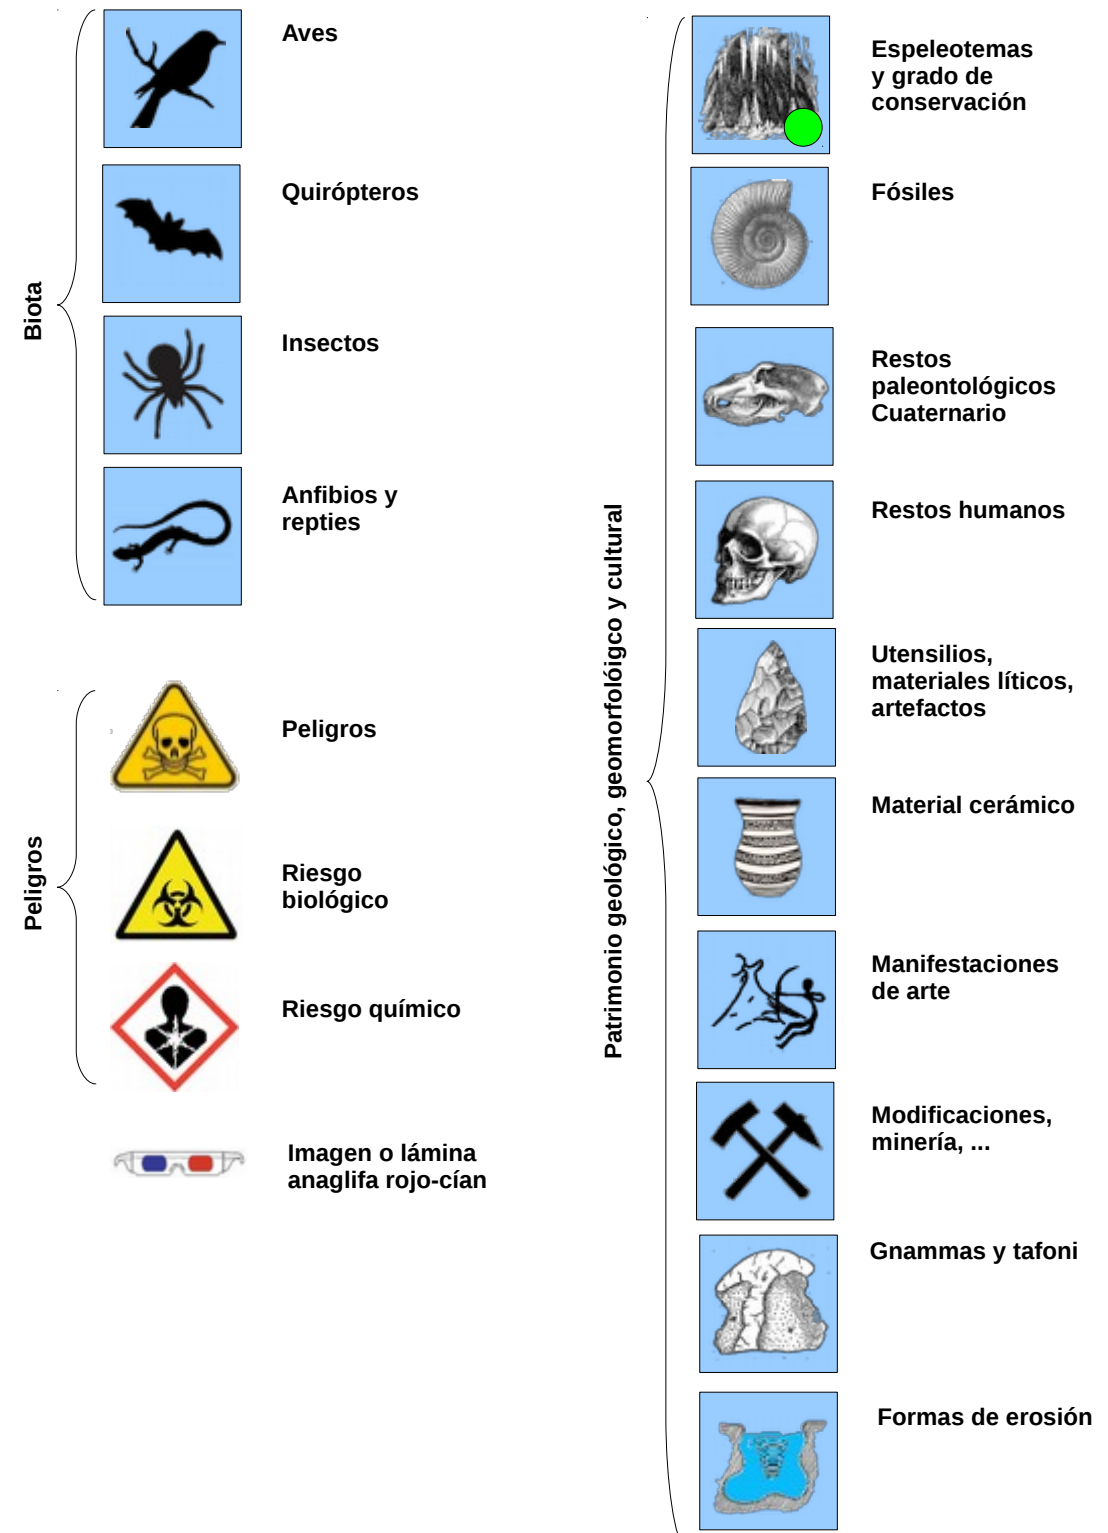 Biota
Aves
Quirópteros
Insectos
Anfibios y
repties
Peligros
Peligros
Riesgo
biológico
Riesgo químico
Imagen o lámina
anaglifa rojo-cían
Patrimonio geológico, geomorfolóigco y cultural
Espeleotemas
y grado de
conservación
Fósiles
Restos
paleontológicos
Cuaternario
Restos humanos
Utensilios,
materiales líticos,
artefactos
Material cerámico
Manifestaciones
de arte
Modificaciones,
minería, ...
Gnammas y tafoni
Formas de erosión